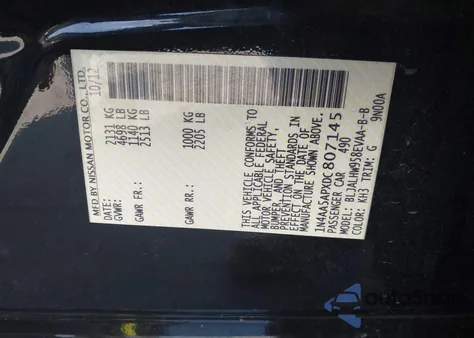 MFD BY NISSAN MOTOR CO., LTD.
10/12
GVWR: 2131 KG
4698 LB
GAWR FR.: 1140 KG
2513 LB
GAWR RR.: 1000 KG
2205 LB
THIS VEHICLE CONFORMS TO
ALL APPLICABLE FEDERAL
MOTOR VEHICLE SAFETY,
BUMPER AND THEFT
PREVENTION STANDARDS IN
EFFECT ON THE DATE OF
MANUFACTURE SHOWN ABOVE.
1N4AA5APXDC807145
PASSENGER CAR 490
MODEL: BLJALHW958EVAA-B-B
COLOR: KH3 TRIM: G 9N00A
autoSnap